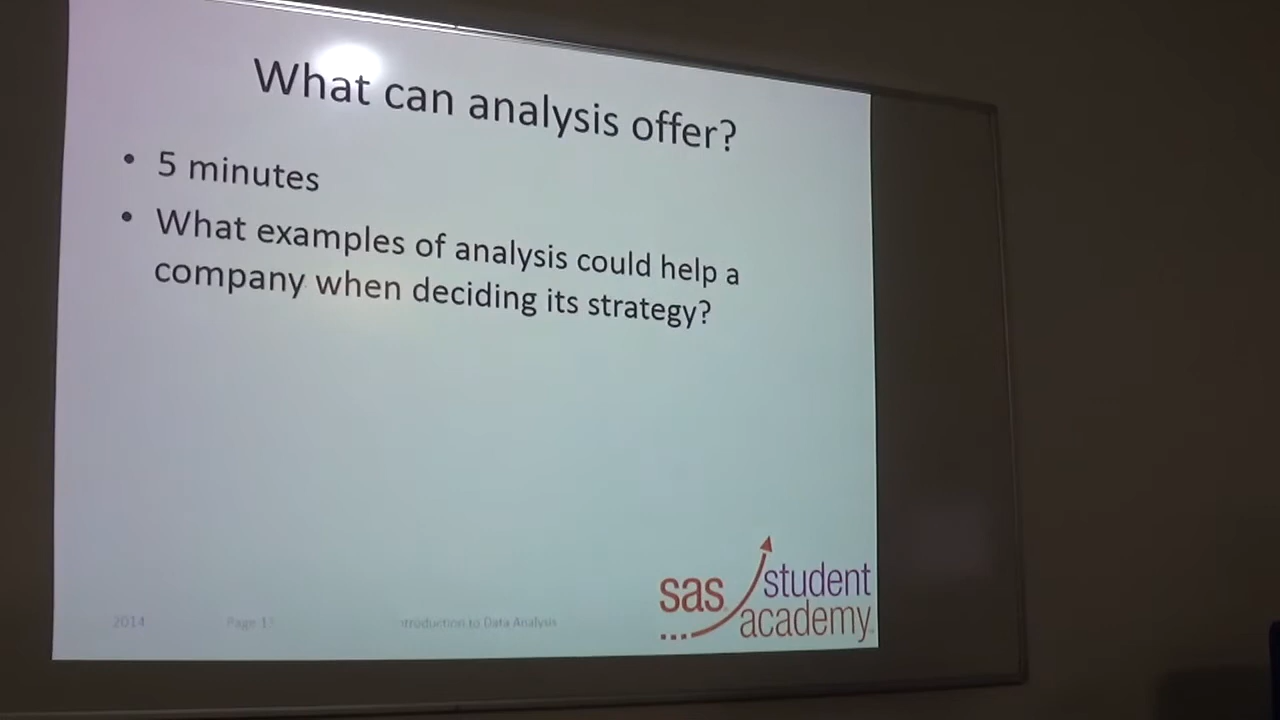 What can analysis offer?
• 5 minutes
• What examples of analysis could help a
company when deciding its strategy?
sas student
academy
2014 Page 13 ntroduction to Data Analysis